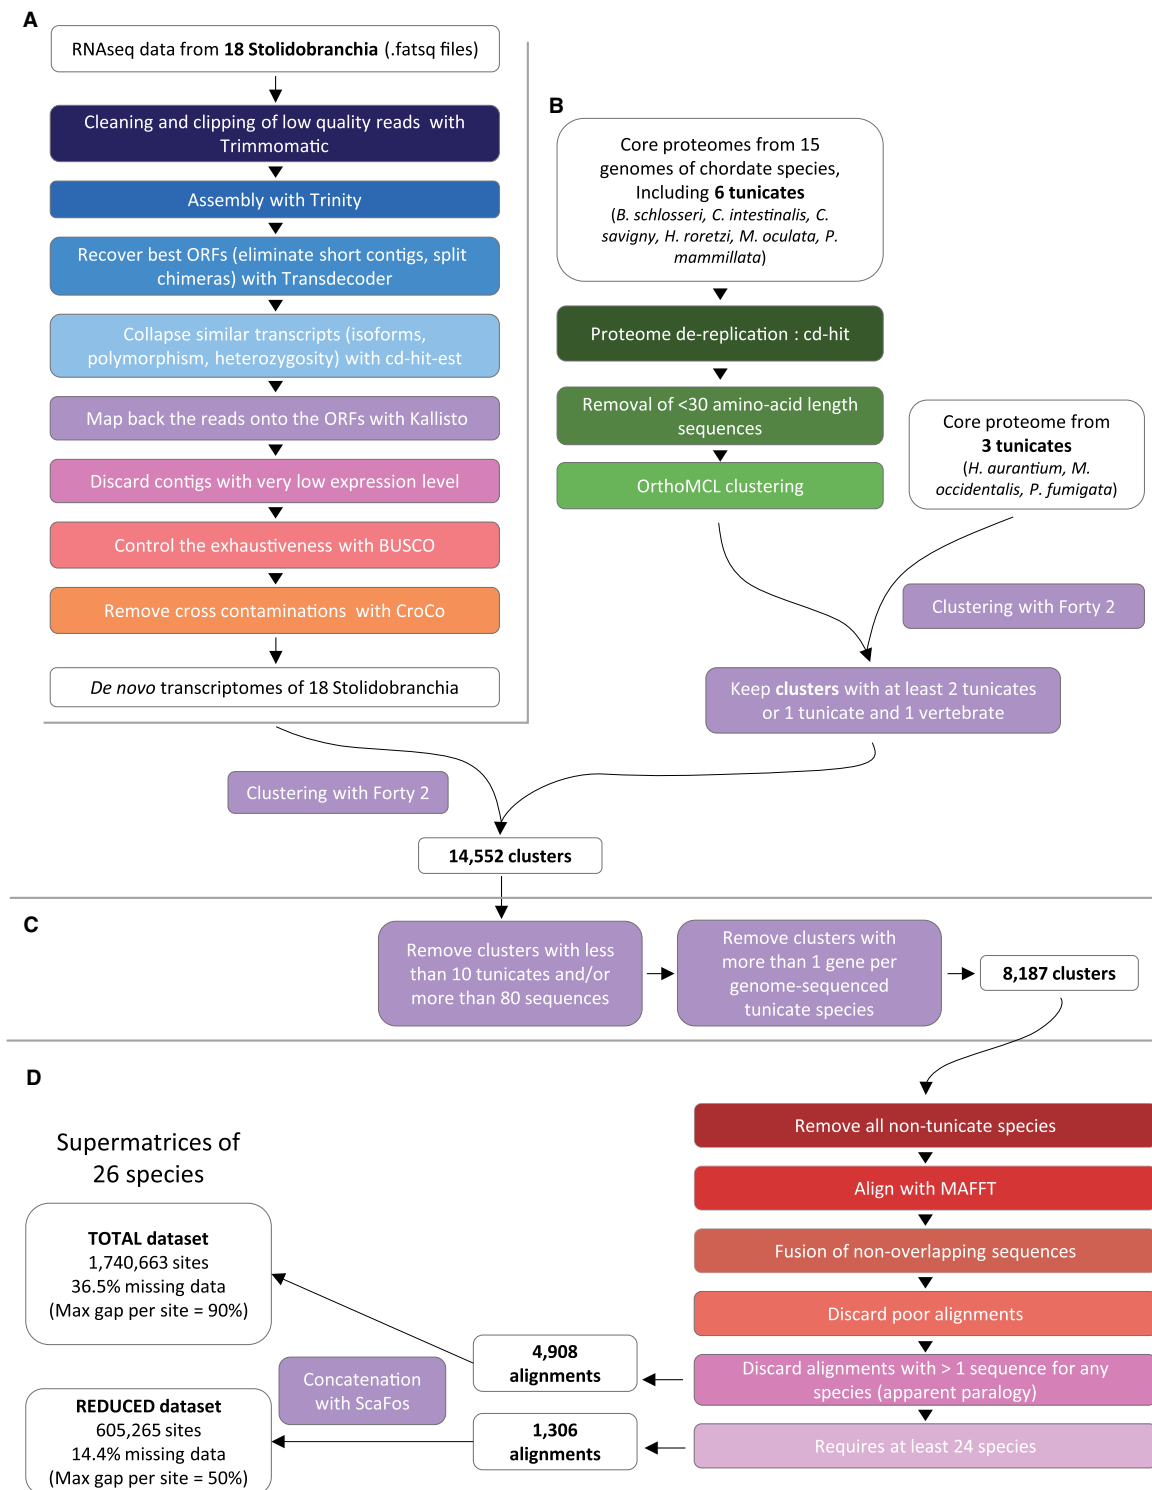 A
RNAseq data from 18 Stolidobranchia (.fatsq files)
Cleaning and clipping of low quality reads with
Trimmomatic
Assembly with Trinity
Recover best ORFs (eliminate short contigs, split
chimeras) with Transdecoder
Collapse similar transcripts (isoforms,
polymorphism, heterozygosity) with cd-hit-est
Map back the reads onto the ORFs with Kallisto
Discard contigs with very low expression level
Control the exhaustiveness with BUSCO
Remove cross contaminations with CroCo
De novo transcriptomes of 18 Stolidobranchia
Clustering with Forty 2
B
Core proteomes from 15
genomes of chordate species,
Including 6 tunicates
(B. schlosseri, C. intestinalis, C.
savigny, H. roretzi, M. oculata, P.
mammillata)
Proteome de-replication : cd-hit
Removal of <30 amino-acid length
sequences
OrthoMCL clustering
Core proteome from
3 tunicates
(H. aurantium, M.
occidentalis, P. fumigata)
Clustering with Forty 2
Keep clusters with at least 2 tunicates
or 1 tunicate and 1 vertebrate
14,552 clusters
C
Remove clusters with less
than 10 tunicates and/or
more than 80 sequences
Remove clusters with
more than 1 gene per
genome-sequenced
tunicate species
8,187 clusters
D
Remove all non-tunicate species
Align with MAFFT
Fusion of non-overlapping sequences
Discard poor alignments
Discard alignments with > 1 sequence for any
species (apparent paralogy)
Requires at least 24 species
4,908
alignments
1,306
alignments
Concatenation
with ScaFos
Supermatrices of
26 species
TOTAL dataset
1,740,663 sites
36.5% missing data
(Max gap per site = 90%)
REDUCED dataset
605,265 sites
14.4% missing data
(Max gap per site = 50%)